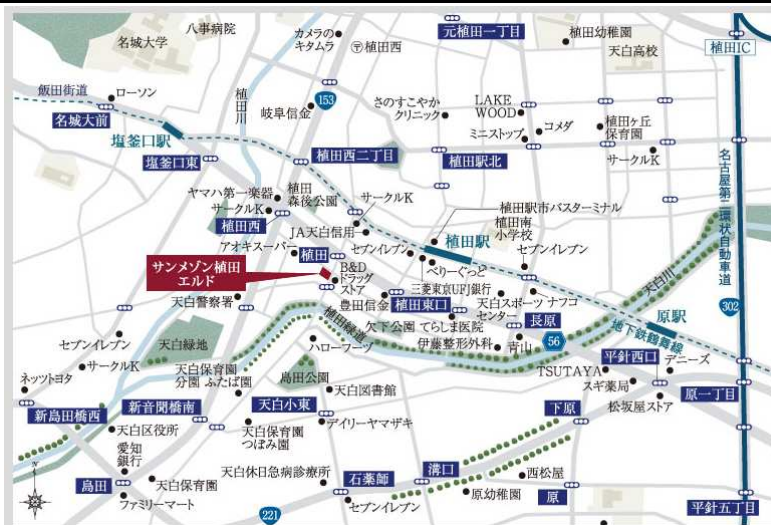 名城大学
八事病院
カメラの
キタムラ
〒植田西
元植田一丁目
植田幼稚園
天白高校
植田IC
飯田街道
ローソン
名城大前
塩釜口駅
塩釜口東
植田川
153
岐阜信金
植田西二丁目
さのすこやか
クリニック
LAKE
WOOD
ミニストップ
コメダ
植田ヶ丘
保育園
サークルK
植田駅北
名古屋第二環状自動車道
ヤマハ第一楽器
サークルK
植田
森後公園
植田西
サークルK
JA天白信用
アオキスーパー
植田
セブンイレブン
植田駅市バスターミナル
植田駅
植田南
小学校
セブンイレブン
ぺりーぐっど
サンメゾン植田
エルド
B&D
ドラッグ
ストア
三菱東京UFJ銀行
豊田信金
植田東口
天白スポーツ
センター
ナフコ
天白川
302
天白警察署
植田緑道
欠下公園
てらしま医院
伊藤整形外科
長原
青山
56
原駅
地下鉄鶴舞線
セブンイレブン
天白緑地
サークルK
ネッツトヨタ
天白保育園
分園 ふたば園
ハローフーヅ
島田公園
天白図書館
TSUTAYA
平針西口
デニーズ
スギ薬局
松坂屋ストア
原一丁目
新島田橋西
新音聞橋南
天白小東
デイリーヤマザキ
下原
天白区役所
天白保育園
つぼみ園
愛知
銀行
島田
天白保育園
ファミリーマート
天白休日急病診療所
石薬師
溝口
西松屋
原幼稚園
原
セブンイレブン
221
平針五丁目
N